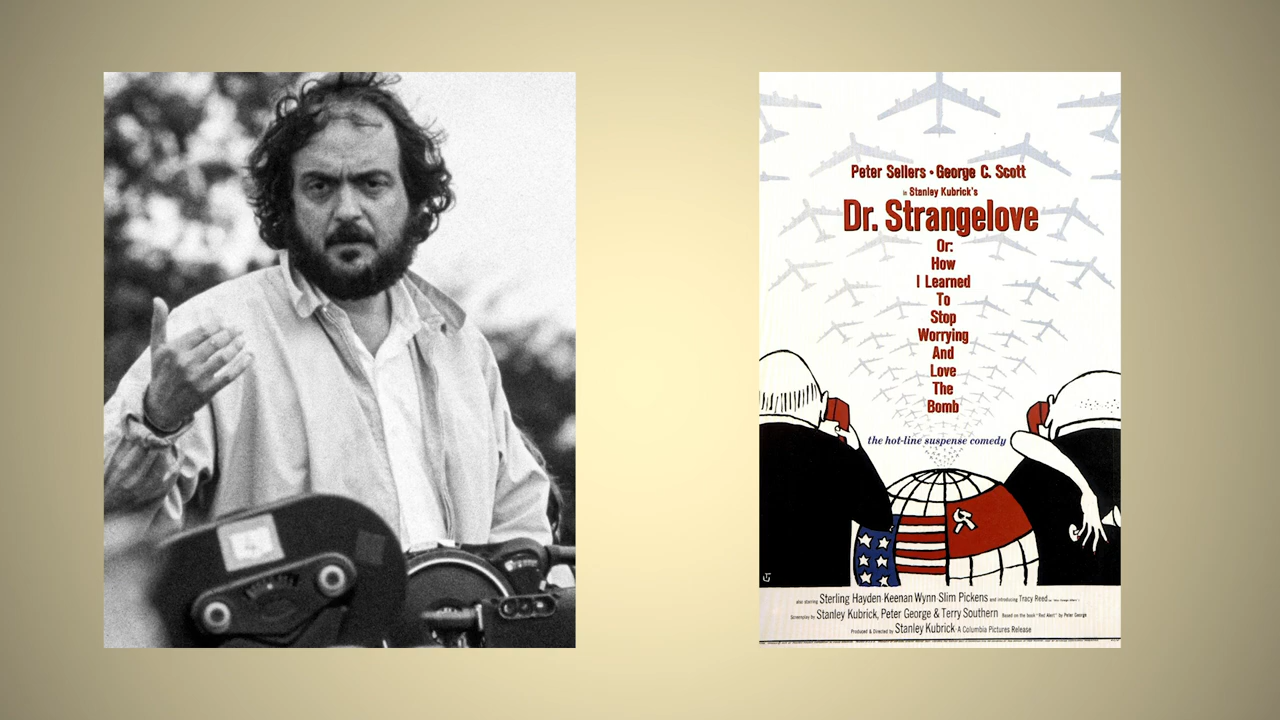 Peter Sellers • George C. Scott
in Stanley Kubrick's
Dr. Strangelove
Or:
How
I Learned
To
Stop
Worrying
And
Love
The
Bomb
the hot-line suspense comedy
also starring Sterling Hayden·Keenan Wynn·Slim Pickens and introducing Tracy Reed
Screenplay by Stanley Kubrick, Peter George & Terry Southern Based on the book "Red Alert" by Peter George
Produced & Directed by Stanley Kubrick·A Columbia Pictures Release